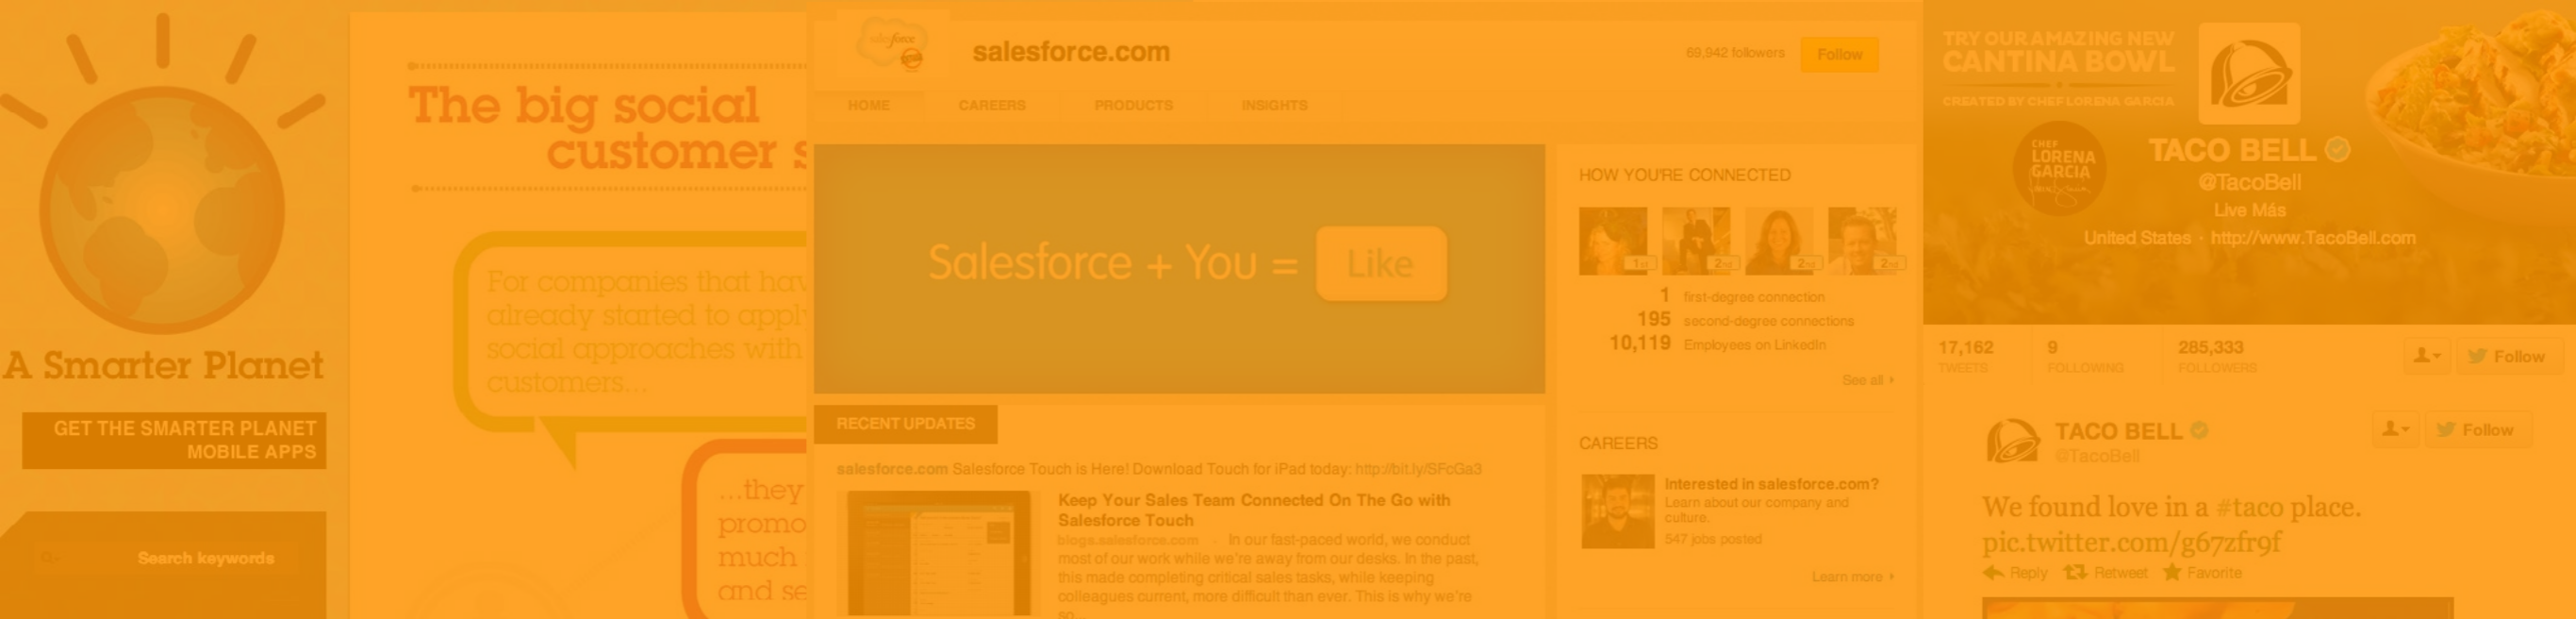 A Smarter Planet
GET THE SMARTER PLANET
MOBILE APPS
Search keywords
The big social
customer s
For companies that hav
already started to apply
social approaches with
customers...
...they
promo
much
and se
salesforce
salesforce.com
69,942 followers
Follow
HOME
CAREERS
PRODUCTS
INSIGHTS
Salesforce + You = Like
RECENT UPDATES
salesforce.com Salesforce Touch is Here! Download Touch for iPad today: http://bit.ly/SFcGa3
Keep Your Sales Team Connected On The Go with
Salesforce Touch
blogs.salesforce.com · In our fast-paced world, we conduct
most of our work while we're away from our desks. In the past,
this made completing critical sales tasks, while keeping
colleagues current, more difficult than ever. This is why we're
so...
HOW YOU'RE CONNECTED
1st
2nd
2nd
2nd
1 first-degree connection
195 second-degree connections
10,119 Employees on LinkedIn
See all
CAREERS
Interested in salesforce.com?
Learn about our company and
culture.
547 jobs posted
Learn more
TRY OUR AMAZING NEW
CANTINA BOWL
CREATED BY CHEF LORENA GARCIA
CHEF
LORENA
GARCIA
TACO BELL
@TacoBell
Live Más
United States · http://www.TacoBell.com
17,162
TWEETS
9
FOLLOWING
285,333
FOLLOWERS
Follow
TACO BELL
@TacoBell
Follow
We found love in a #taco place.
pic.twitter.com/g67zfr9f
Reply Retweet Favorite